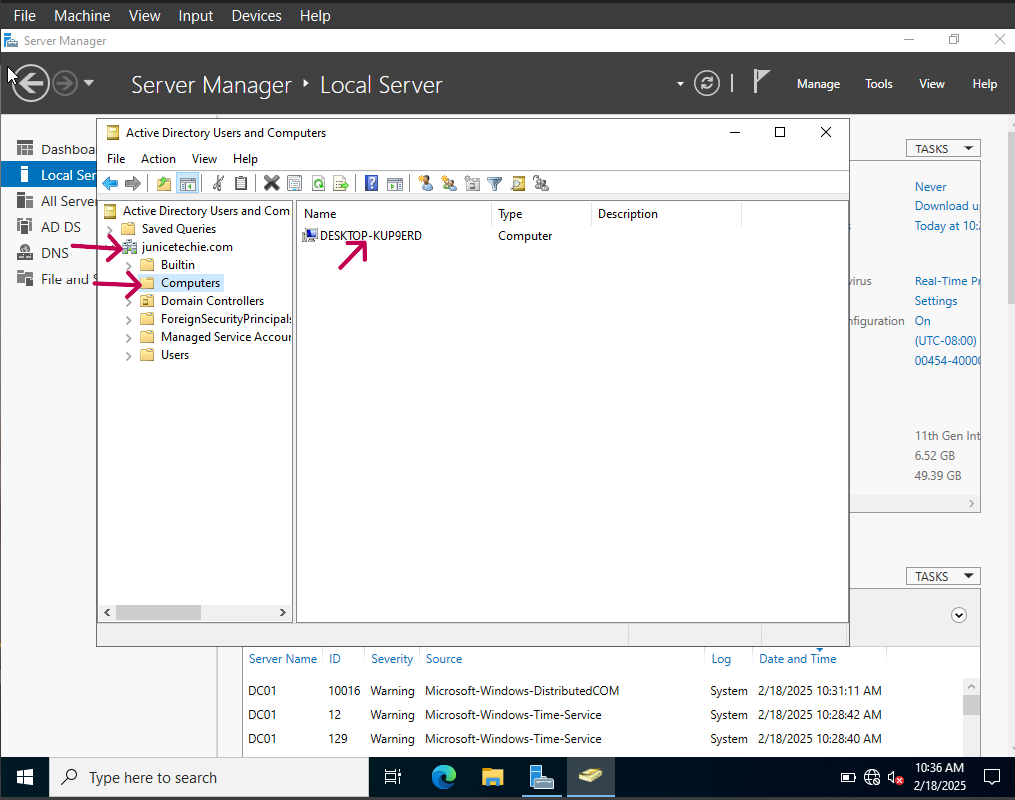 File Machine View Input Devices Help
Server Manager
Server Manager Local Server
Manage Tools View Help
Dashboa
Local Ser
All Server
AD DS
DNS
File and S
Active Directory Users and Computers
File Action View Help
Active Directory Users and Com
Saved Queries
junicetechie.com
Builtin
Computers
Domain Controllers
ForeignSecurityPrincipals
Managed Service Accour
Users
Name Type Description
DESKTOP-KUP9ERD Computer
TASKS
Never
Download u
Today at 10:
virus Real-Time Pr
Settings
nfiguration On
(UTC-08:00)
00454-40000
11th Gen Int
6.52 GB
49.39 GB
TASKS
Server Name ID Severity Source Log Date and Time
DC01 10016 Warning Microsoft-Windows-DistributedCOM System 2/18/2025 10:31:11 AM
DC01 12 Warning Microsoft-Windows-Time-Service System 2/18/2025 10:28:42 AM
DC01 129 Warning Microsoft-Windows-Time-Service System 2/18/2025 10:28:40 AM
Type here to search
10:36 AM
2/18/2025